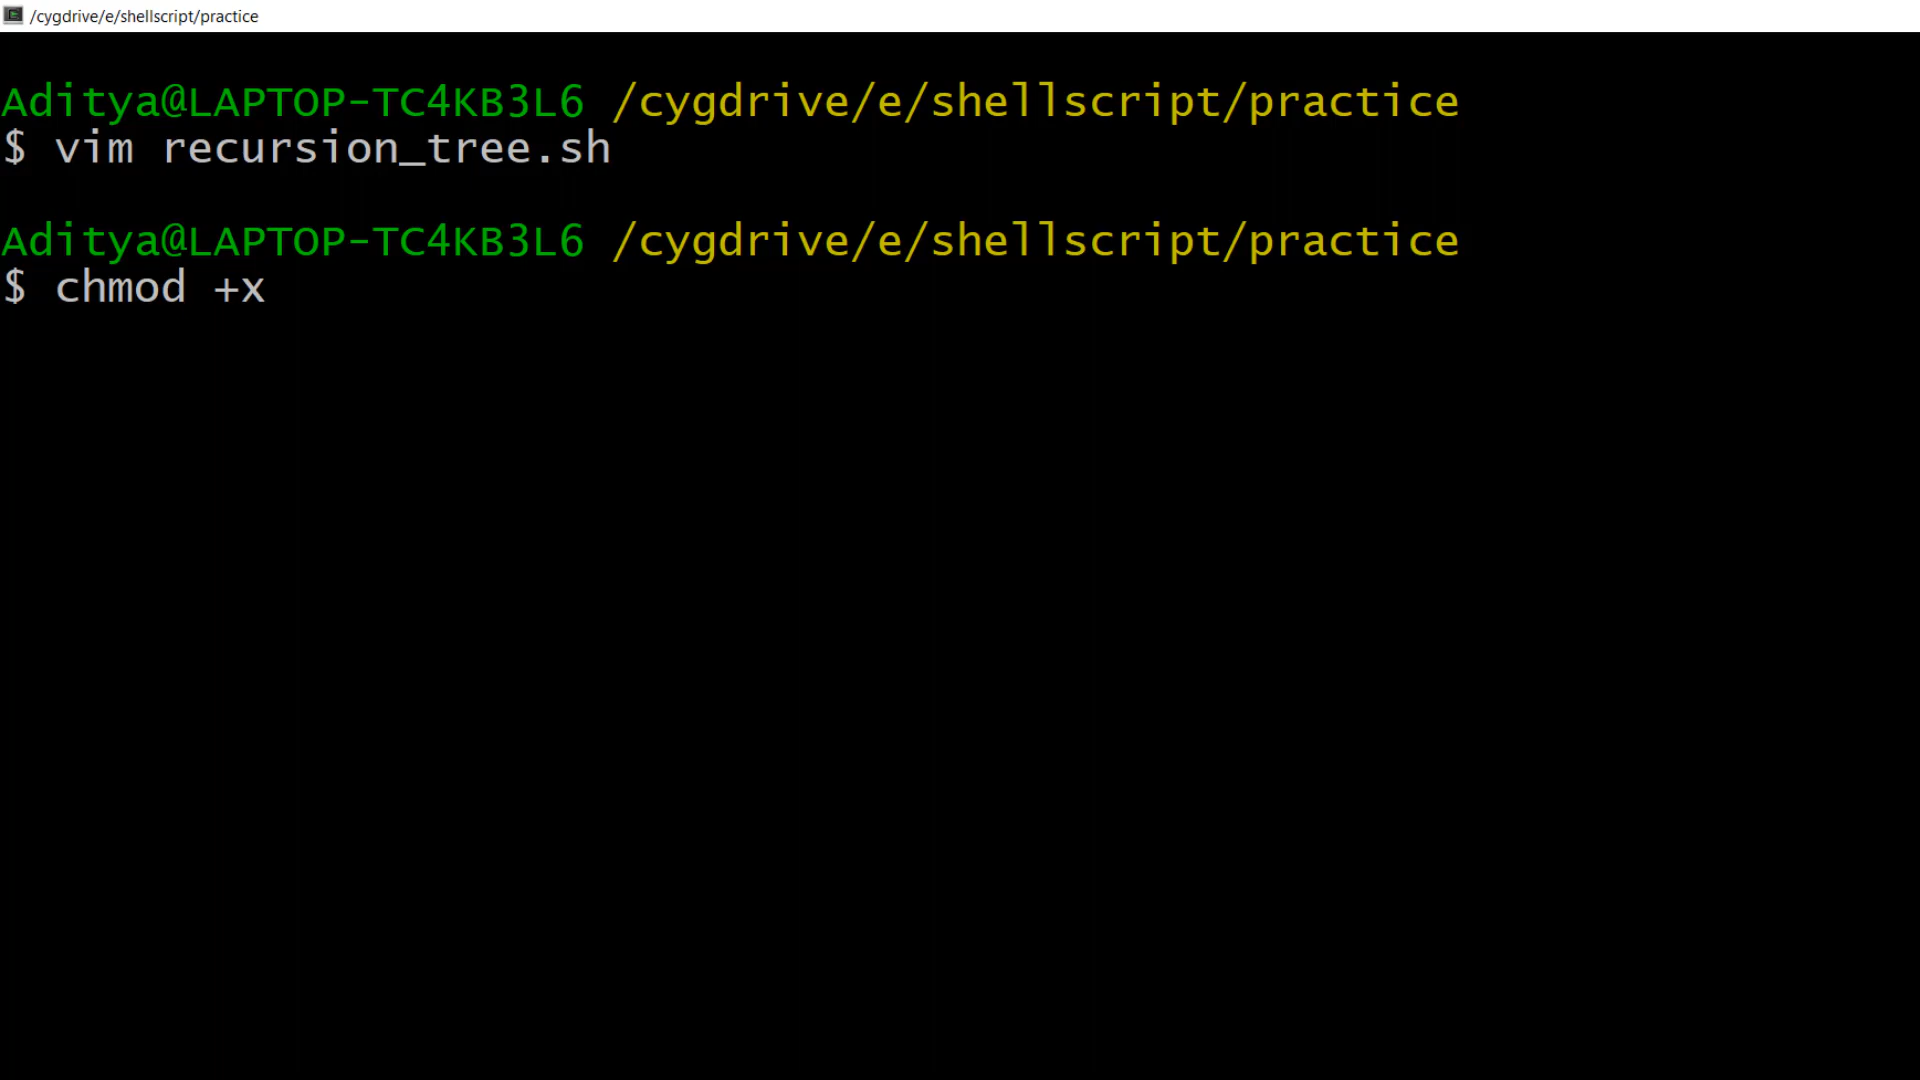 /cygdrive/e/shellscript/practice
Aditya@LAPTOP-TC4KB3L6 /cygdrive/e/shellscript/practice
$ vim recursion_tree.sh
Aditya@LAPTOP-TC4KB3L6 /cygdrive/e/shellscript/practice
$ chmod +x